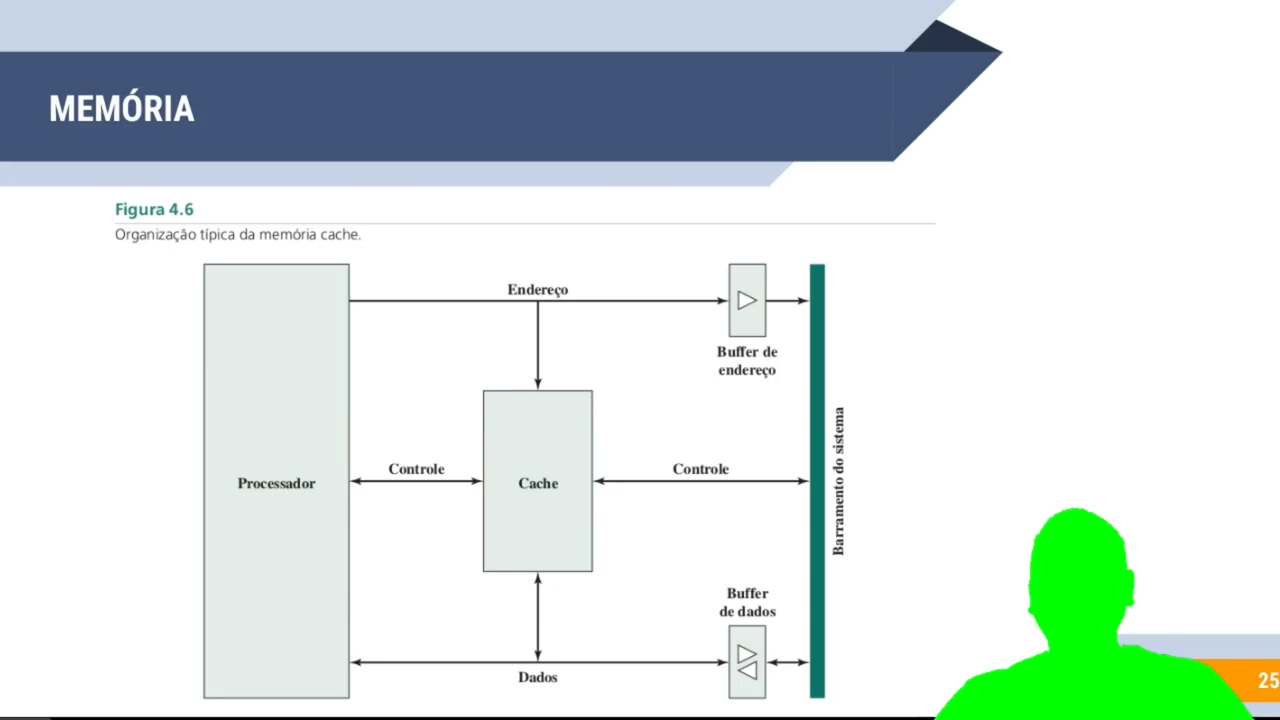 MEMÓRIA
Figura 4.6
Organização típica da memória cache.
Endereço
Buffer de
endereço
Controle
Controle
Processador
Cache
Barramento do sistema
Buffer
de dados
Dados
25